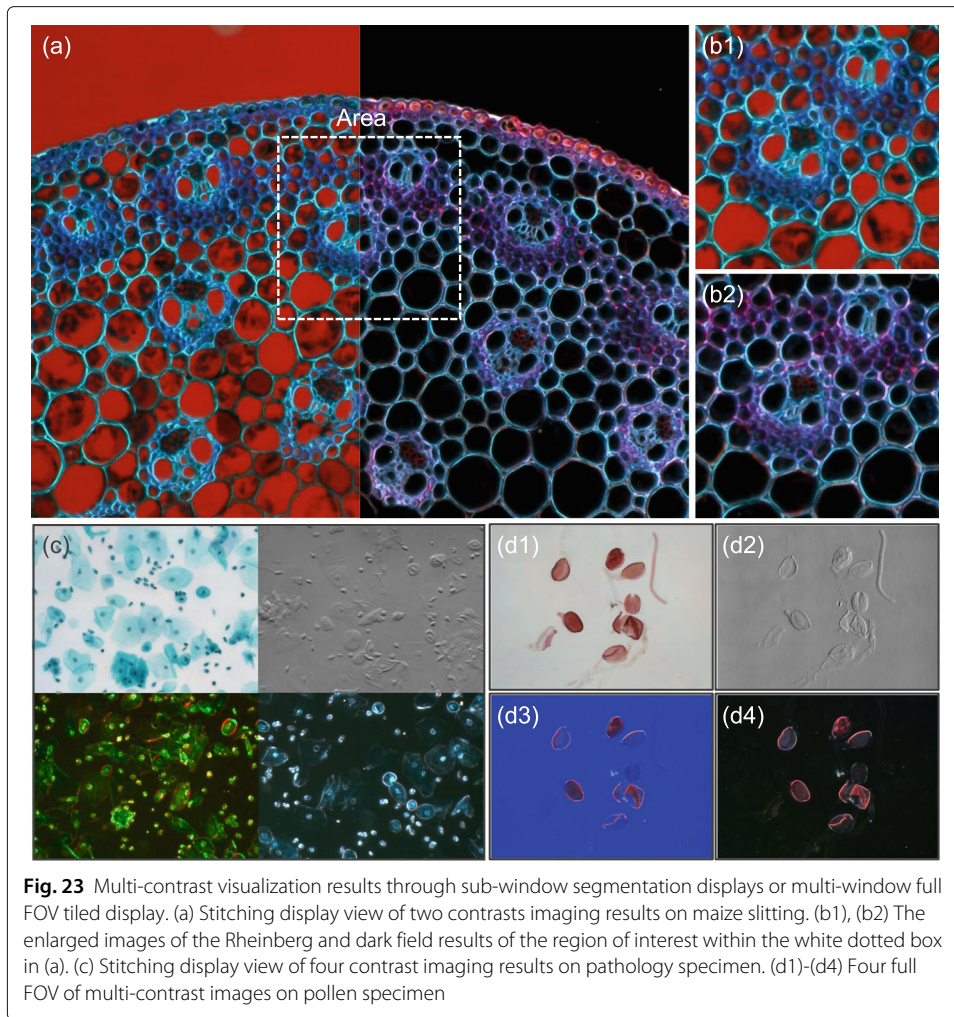 (a)
Area
(b1)
(b2)
(c)
(d1)
(d2)
(d3)
(d4)
Fig. 23 Multi-contrast visualization results through sub-window segmentation displays or multi-window full
FOV tiled display. (a) Stitching display view of two contrasts imaging results on maize slitting. (b1), (b2) The
enlarged images of the Rheinberg and dark field results of the region of interest within the white dotted box
in (a). (c) Stitching display view of four contrast imaging results on pathology specimen. (d1)-(d4) Four full
FOV of multi-contrast images on pollen specimen